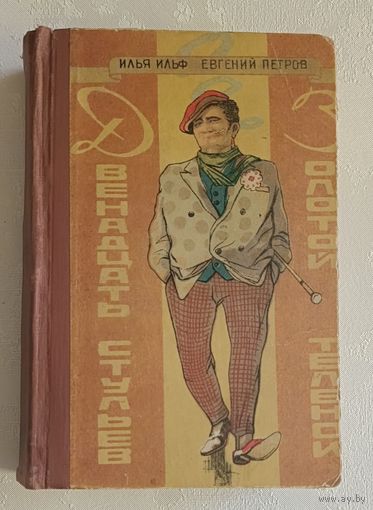 ИЛЬЯ ИЛЬФ ЕВГЕНИЙ ПЕТРОВ
ДВЕНАДЦАТЬ СТУЛЬЕВ
ЗОЛОТОЙ ТЕЛЕНОК
www.ay.by